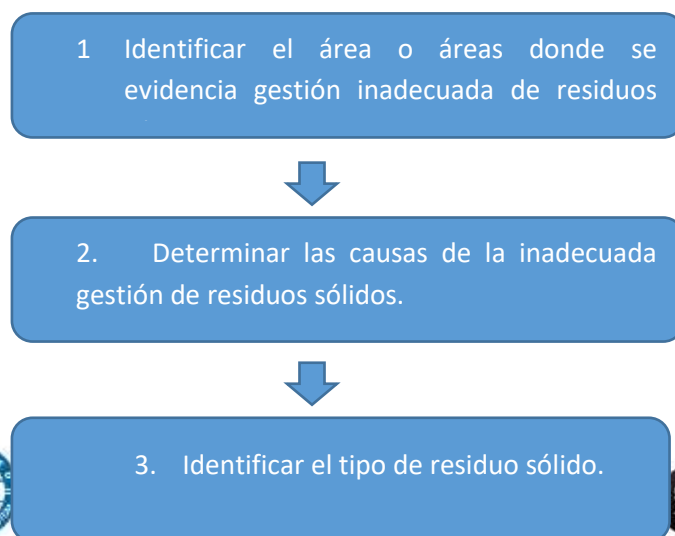 1 Identificar el área o áreas donde se
evidencia gestión inadecuada de residuos
2. Determinar las causas de la inadecuada
gestión de residuos sólidos.
3. Identificar el tipo de residuo sólido.